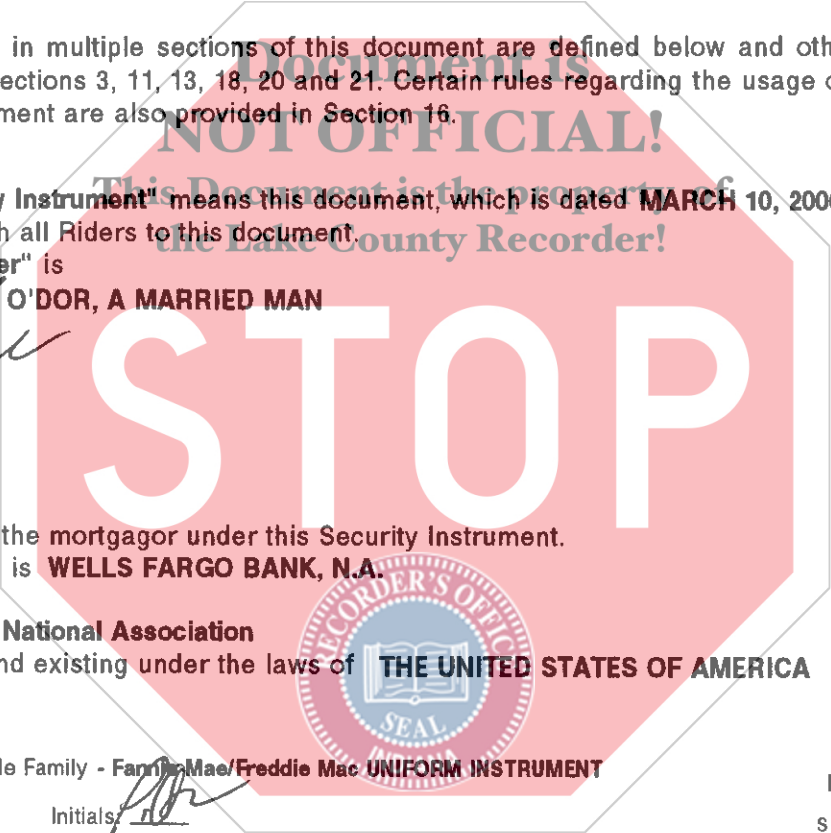 in multiple sections of this document are defined below and oth
ections 3, 11, 13, 18, 20 and 21. Certain rules regarding the usage o
ment are also provided in Section 16.
Document is
NOT OFFICIAL!
This Document is the property of
the Lake County Recorder!
y Instrument" means this document, which is dated MARCH 10, 2006
h all Riders to this document.
er" is
O'DOR, A MARRIED MAN
STOP
the mortgagor under this Security Instrument.
is WELLS FARGO BANK, N.A.
National Association
nd existing under the laws of THE UNITED STATES OF AMERICA
RECORDER'S OFFICE
SEAL
INDIANA
le Family - Fannie Mae/Freddie Mac UNIFORM INSTRUMENT
Initials: